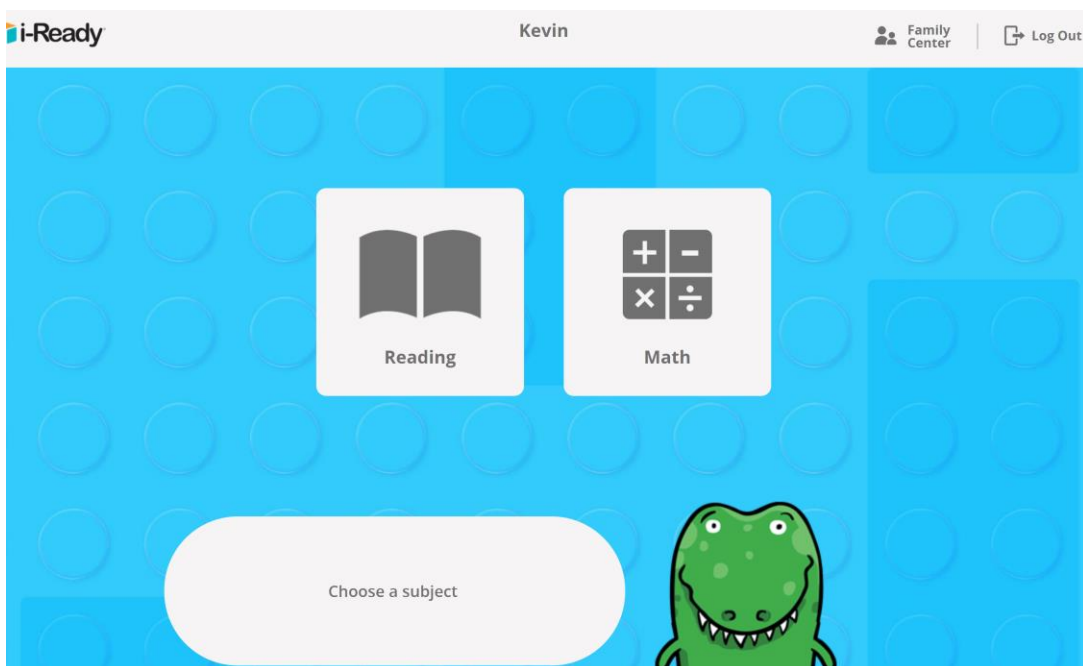 i-Ready
Kevin
Family
Center
Log Out
Reading
Math
Choose a subject